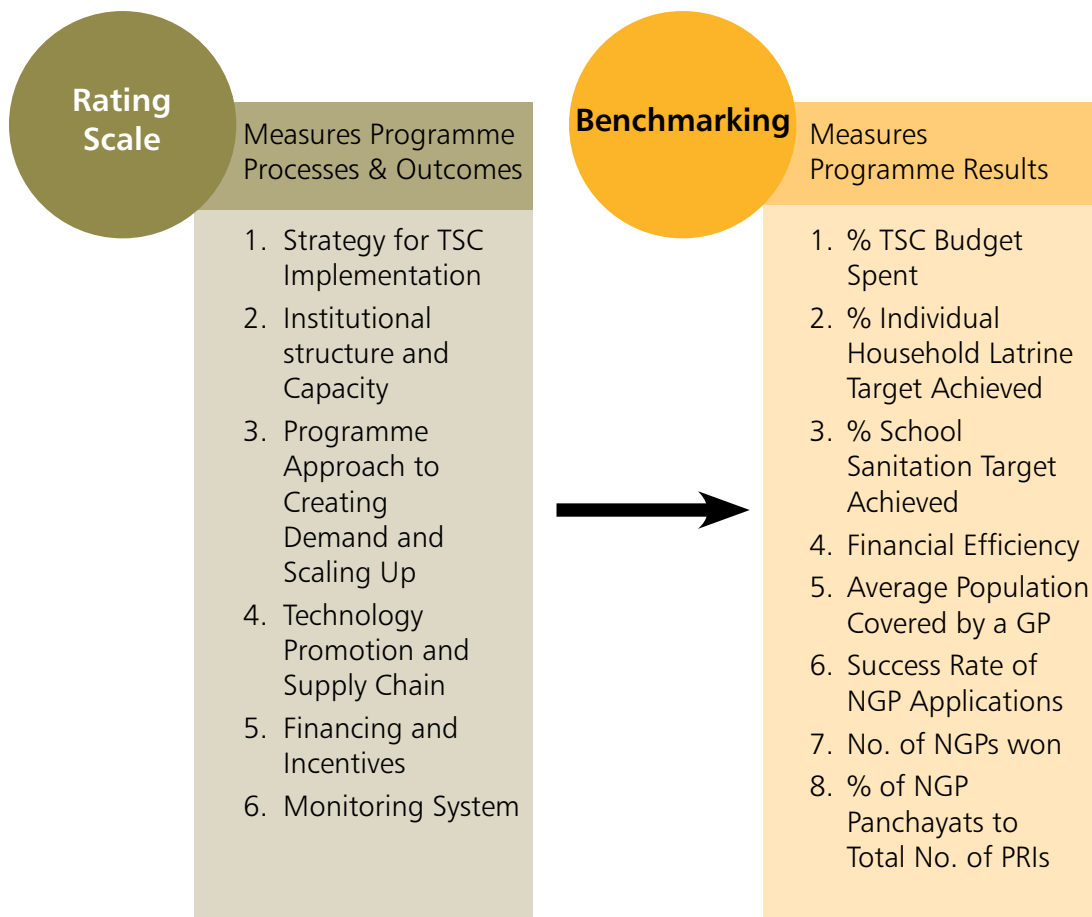 Rating
Scale
Measures Programme
Processes & Outcomes
1. Strategy for TSC
Implementation
2. Institutional
structure and
Capacity
3. Programme
Approach to
Creating
Demand and
Scaling Up
4. Technology
Promotion and
Supply Chain
5. Financing and
Incentives
6. Monitoring System
Benchmarking
Measures
Programme Results
1. % TSC Budget
Spent
2. % Individual
Household Latrine
Target Achieved
3. % School
Sanitation Target
Achieved
4. Financial Efficiency
5. Average Population
Covered by a GP
6. Success Rate of
NGP Applications
7. No. of NGPs won
8. % of NGP
Panchayats to
Total No. of PRIs